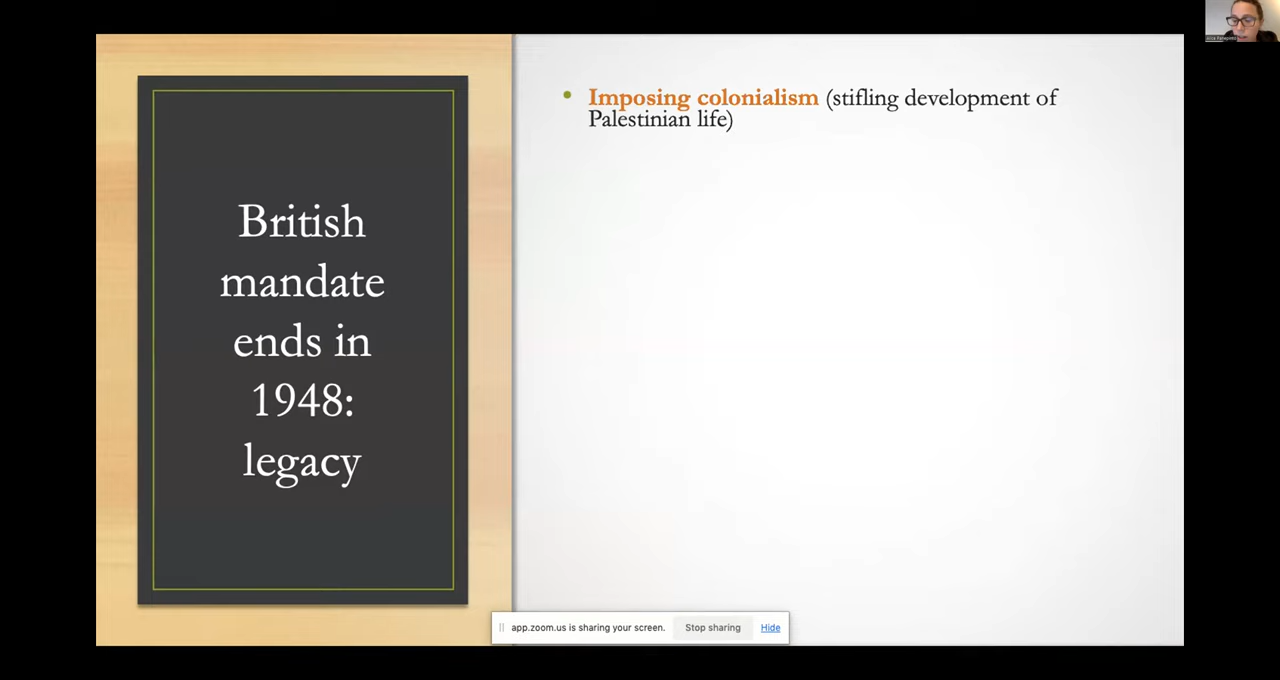 British
mandate
ends in
1948:
legacy
• Imposing colonialism (stifling development of
Palestinian life)
app.zoom.us is sharing your screen. Stop sharing Hide